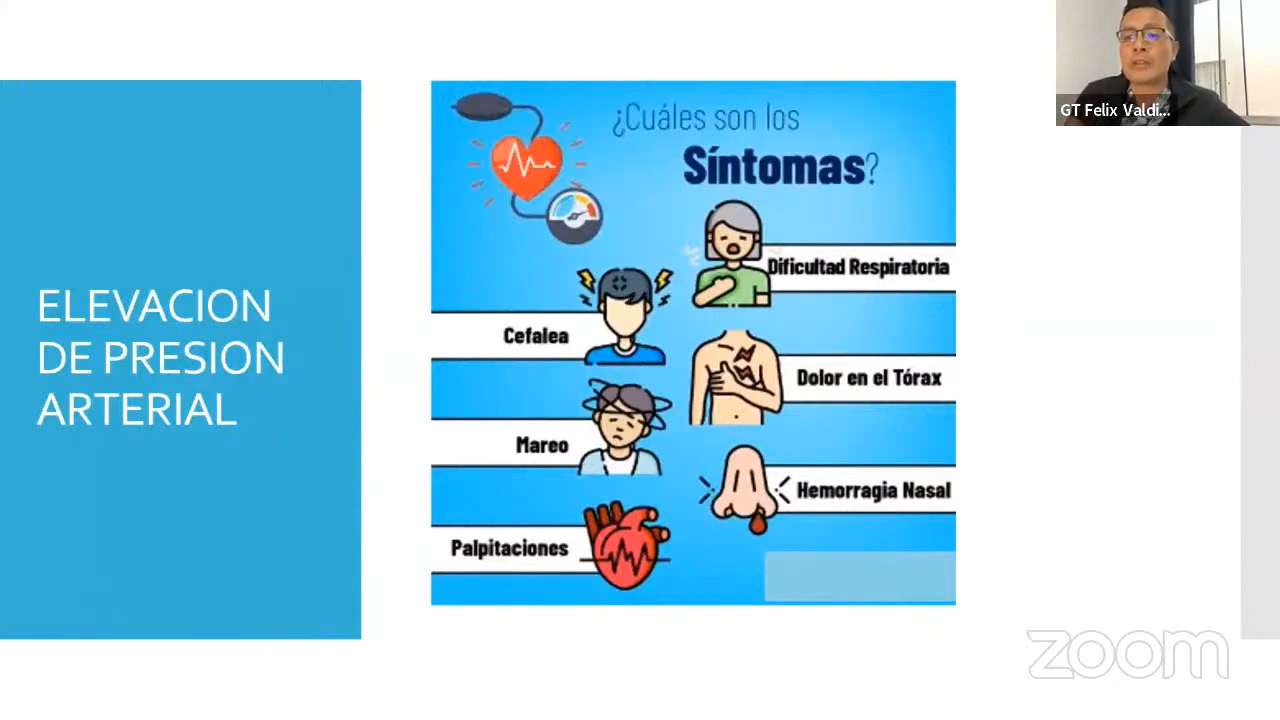 ELEVACION
DE PRESION
ARTERIAL
¿Cuáles son los
Síntomas?
Dificultad Respiratoria
Cefalea
Dolor en el Tórax
Mareo
Hemorragia Nasal
Palpitaciones
GT Felix Valdi...
zoom